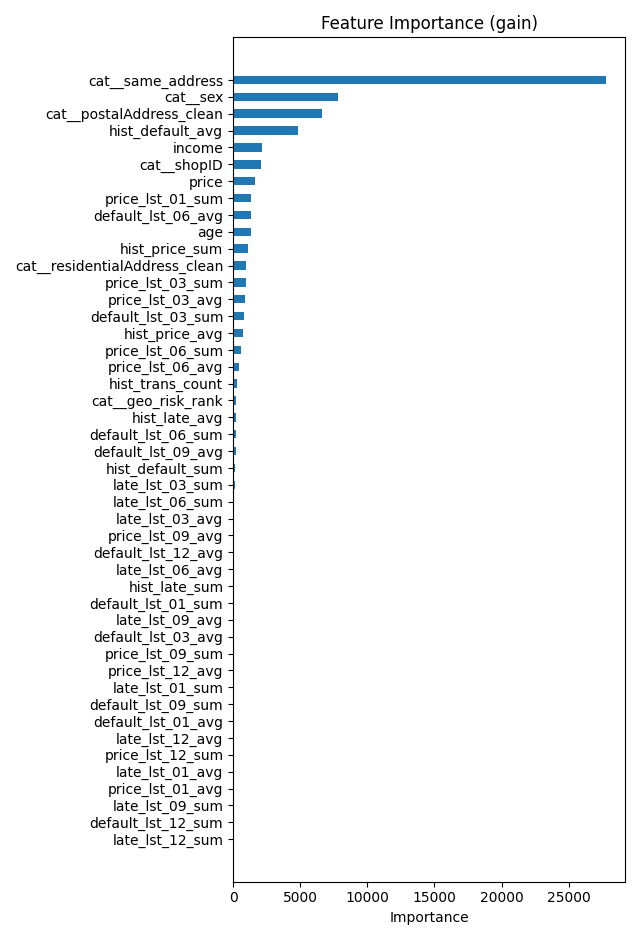 Feature Importance (gain)
cat__same_address
cat__sex
cat__postalAddress_clean
hist_default_avg
income
cat__shopID
price
price_lst_01_sum
default_lst_06_avg
age
hist_price_sum
cat__residentialAddress_clean
price_lst_03_sum
price_lst_03_avg
default_lst_03_sum
hist_price_avg
price_lst_06_sum
price_lst_06_avg
hist_trans_count
cat__geo_risk_rank
hist_late_avg
default_lst_06_sum
default_lst_09_avg
hist_default_sum
late_lst_03_sum
late_lst_06_sum
late_lst_03_avg
price_lst_09_avg
default_lst_12_avg
late_lst_06_avg
hist_late_sum
default_lst_01_sum
late_lst_09_avg
default_lst_03_avg
price_lst_09_sum
price_lst_12_avg
late_lst_01_sum
default_lst_09_sum
default_lst_01_avg
late_lst_12_avg
price_lst_12_sum
late_lst_01_avg
price_lst_01_avg
late_lst_09_sum
default_lst_12_sum
late_lst_12_sum
0 5000 10000 15000 20000 25000
Importance